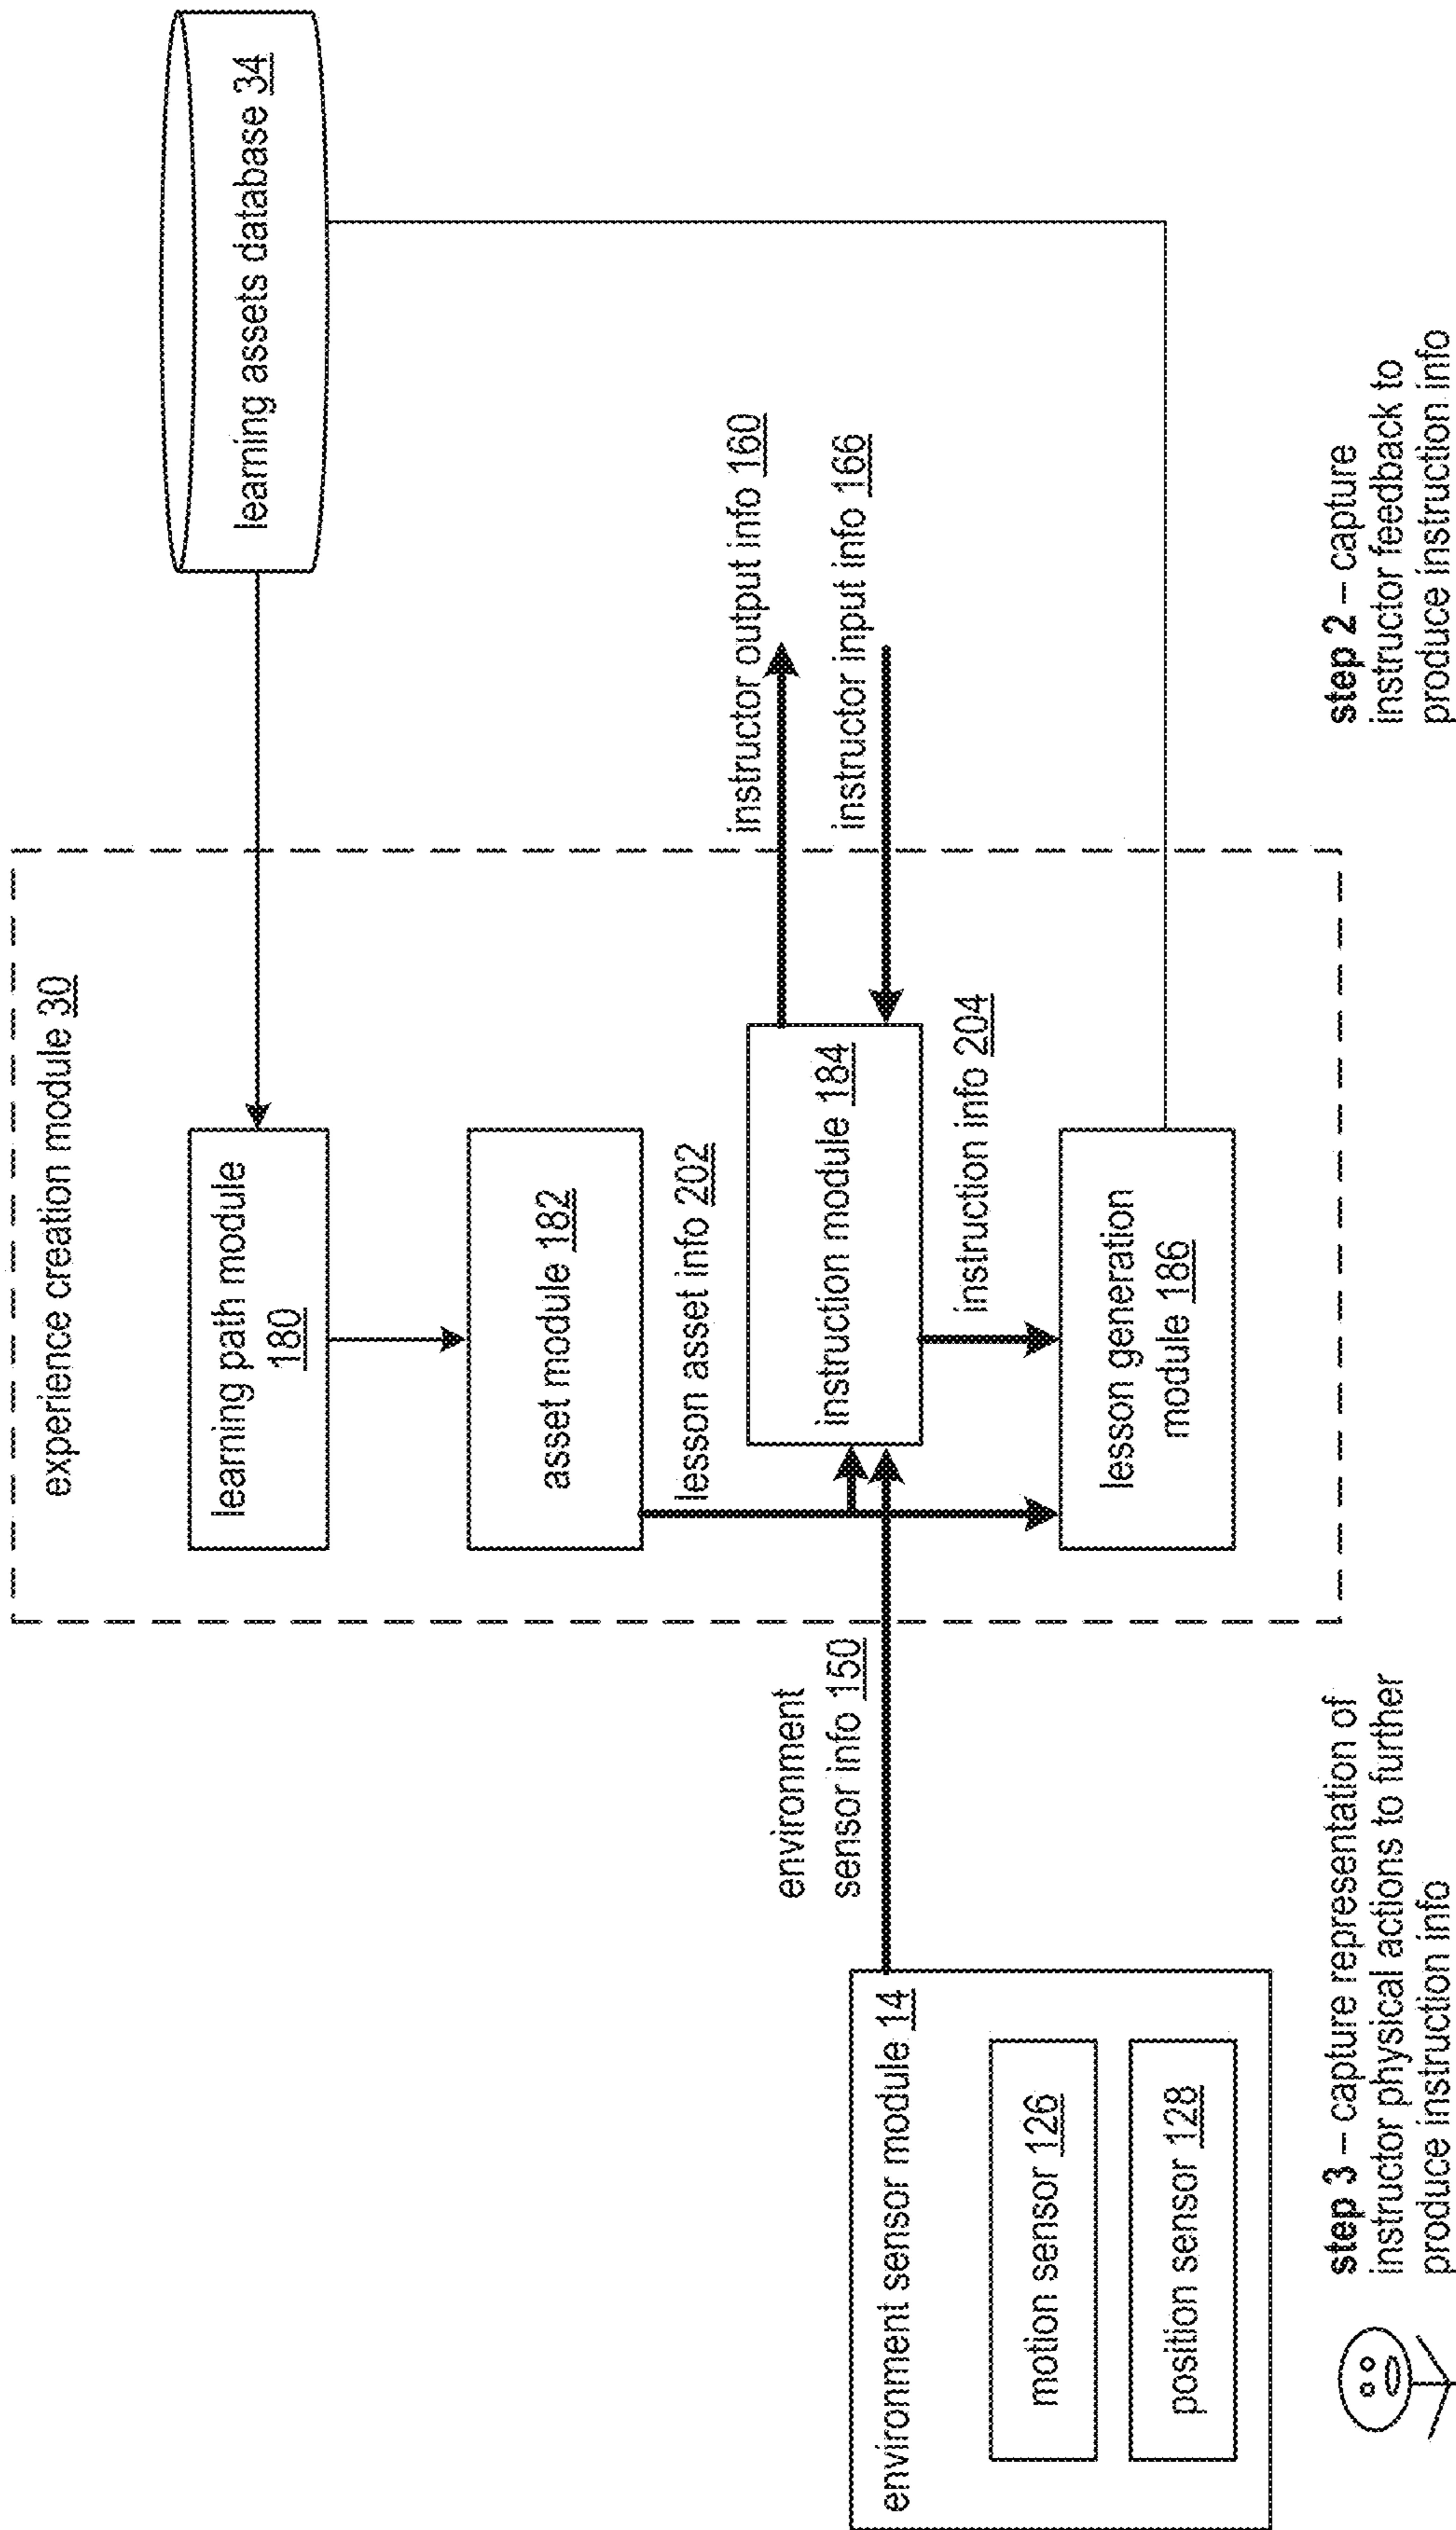 experience creation module 30
learning assets database 34
learning path module
180
asset module 182
lesson asset info 202
instruction module 184
instructor output info 160
instructor input info 166
environment
sensor info 150
instruction info 204
lesson generation
module 186
environment sensor module 14
motion sensor 126
position sensor 128
step 3 – capture representation of
instructor physical actions to further
produce instruction info
step 2 – capture
instructor feedback to
produce instruction info